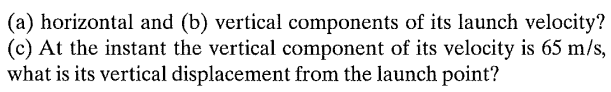 (a) horizontal and (b) vertical components of its launch velocity?
(c) At the instant the vertical component of its velocity is 65 m/s,
what is its vertical displacement from the launch point?